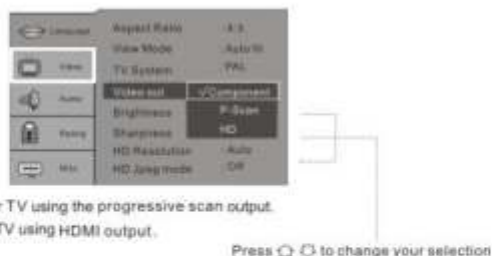 Language
Video
Audio
Rating
Misc
Aspect Ratio :4:3
View Mode :Auto fit
TV System :PAL
Video out √Component
Brightness P-Scan
Sharpness HD
HD Resolution :Auto
HD Jpeg mode :Off
TV using the progressive scan output.
TV using HDMI output.
Press to change your selection